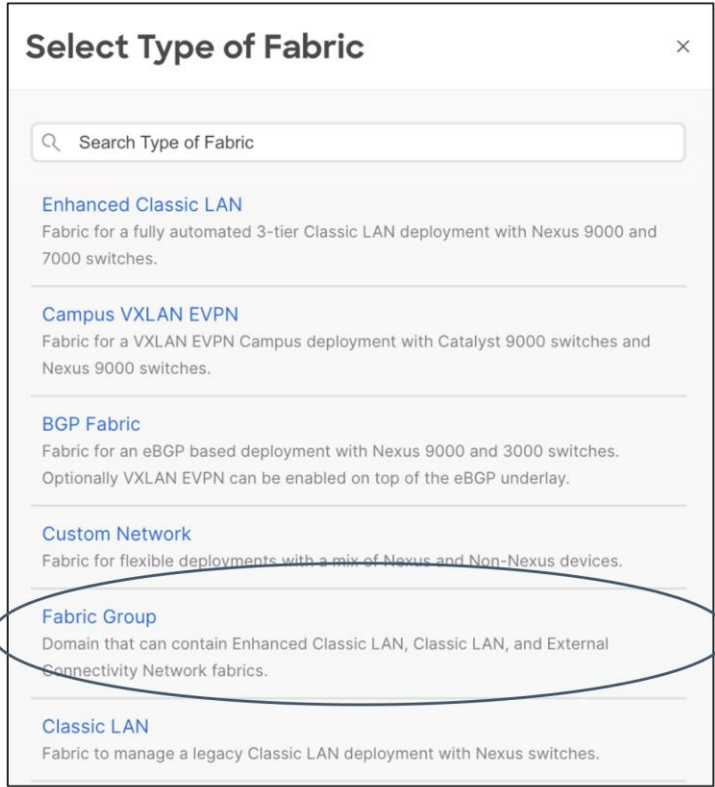 Select Type of Fabric
Search Type of Fabric
Enhanced Classic LAN
Fabric for a fully automated 3-tier Classic LAN deployment with Nexus 9000 and
7000 switches.
Campus VXLAN EVPN
Fabric for a VXLAN EVPN Campus deployment with Catalyst 9000 switches and
Nexus 9000 switches.
BGP Fabric
Fabric for an eBGP based deployment with Nexus 9000 and 3000 switches.
Optionally VXLAN EVPN can be enabled on top of the eBGP underlay.
Custom Network
Fabric for flexible deployments with a mix of Nexus and Non-Nexus devices.
Fabric Group
Domain that can contain Enhanced Classic LAN, Classic LAN, and External
Connectivity Network fabrics.
Classic LAN
Fabric to manage a legacy Classic LAN deployment with Nexus switches.